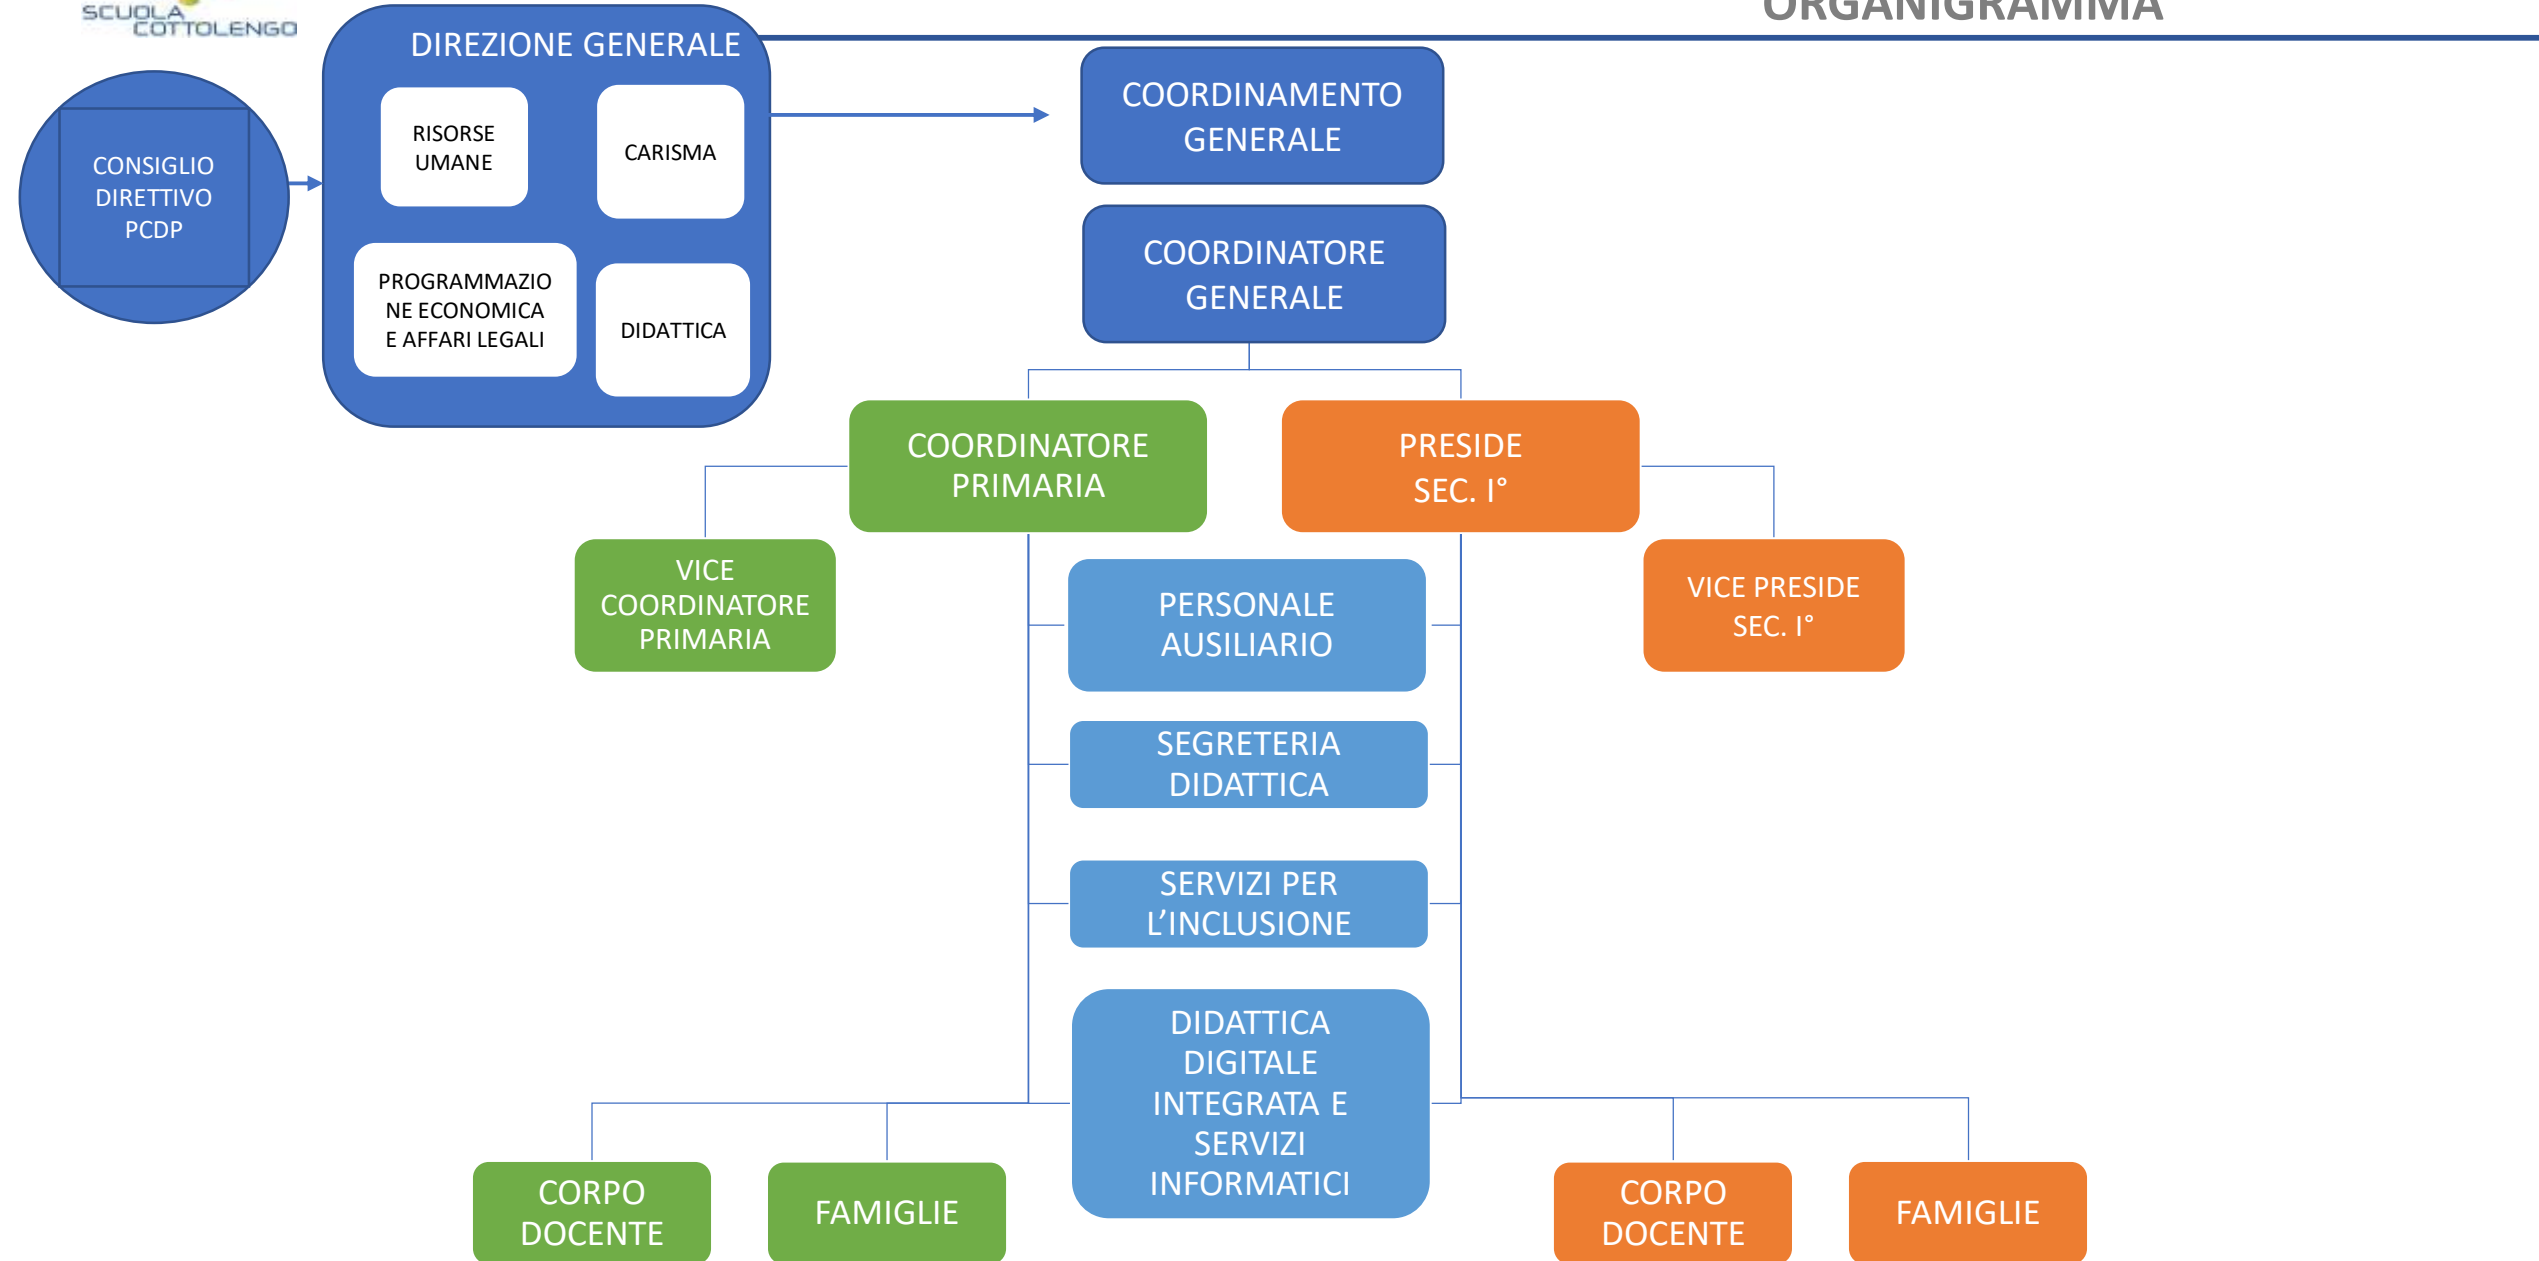 SCUOLA
COTTOLENGO
ORGANIGRAMMA
DIREZIONE GENERALE
RISORSE
UMANE
CARISMA
PROGRAMMAZIO
NE ECONOMICA
E AFFARI LEGALI
DIDATTICA
CONSIGLIO
DIRETTIVO
PCDP
COORDINAMENTO
GENERALE
COORDINATORE
GENERALE
COORDINATORE
PRIMARIA
PRESIDE
SEC. I°
VICE
COORDINATORE
PRIMARIA
VICE PRESIDE
SEC. I°
PERSONALE
AUSILIARIO
SEGRETERIA
DIDATTICA
SERVIZI PER
L’INCLUSIONE
DIDATTICA
DIGITALE
INTEGRATA E
SERVIZI
INFORMATICI
CORPO
DOCENTE
FAMIGLIE
CORPO
DOCENTE
FAMIGLIE